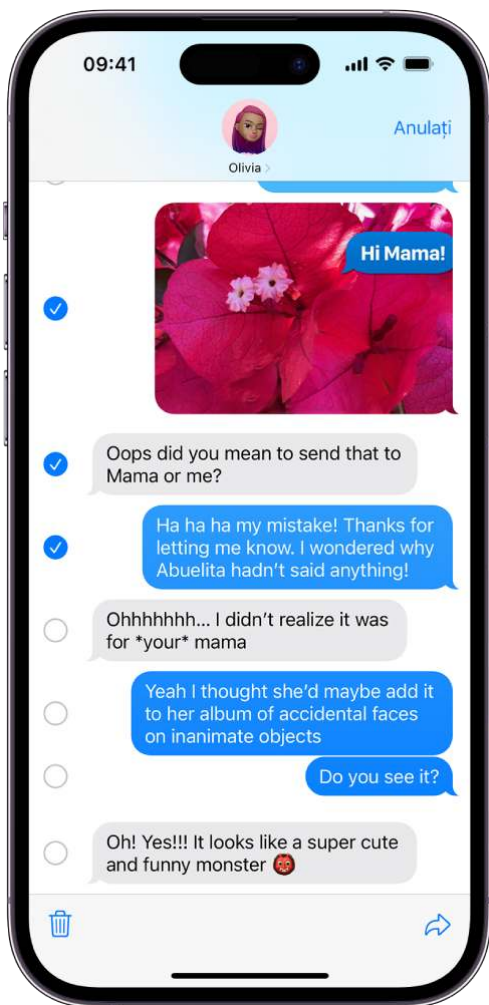 09:41
Anulați
Olivia
Hi Mama!
Oops did you mean to send that to
Mama or me?
Ha ha ha my mistake! Thanks for
letting me know. I wondered why
Abuelita hadn’t said anything!
Ohhhhhhh... I didn’t realize it was
for *your* mama
Yeah I thought she’d maybe add it
to her album of accidental faces
on inanimate objects
Do you see it?
Oh! Yes!!! It looks like a super cute
and funny monster 👹